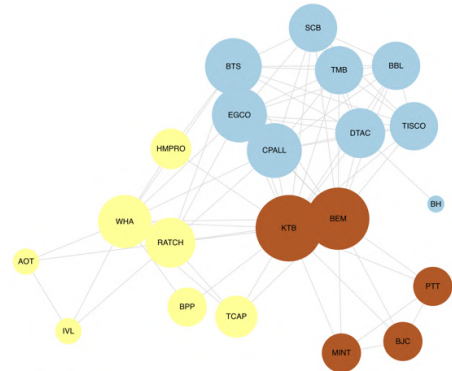 SCB
BTS
TMB
BBL
EGCO
TISCO
DTAC
HMPRO
CPALL
BH
WHA
KTB
BEM
RATCH
AOT
PTT
BPP
TCAP
IVL
BJC
MINT